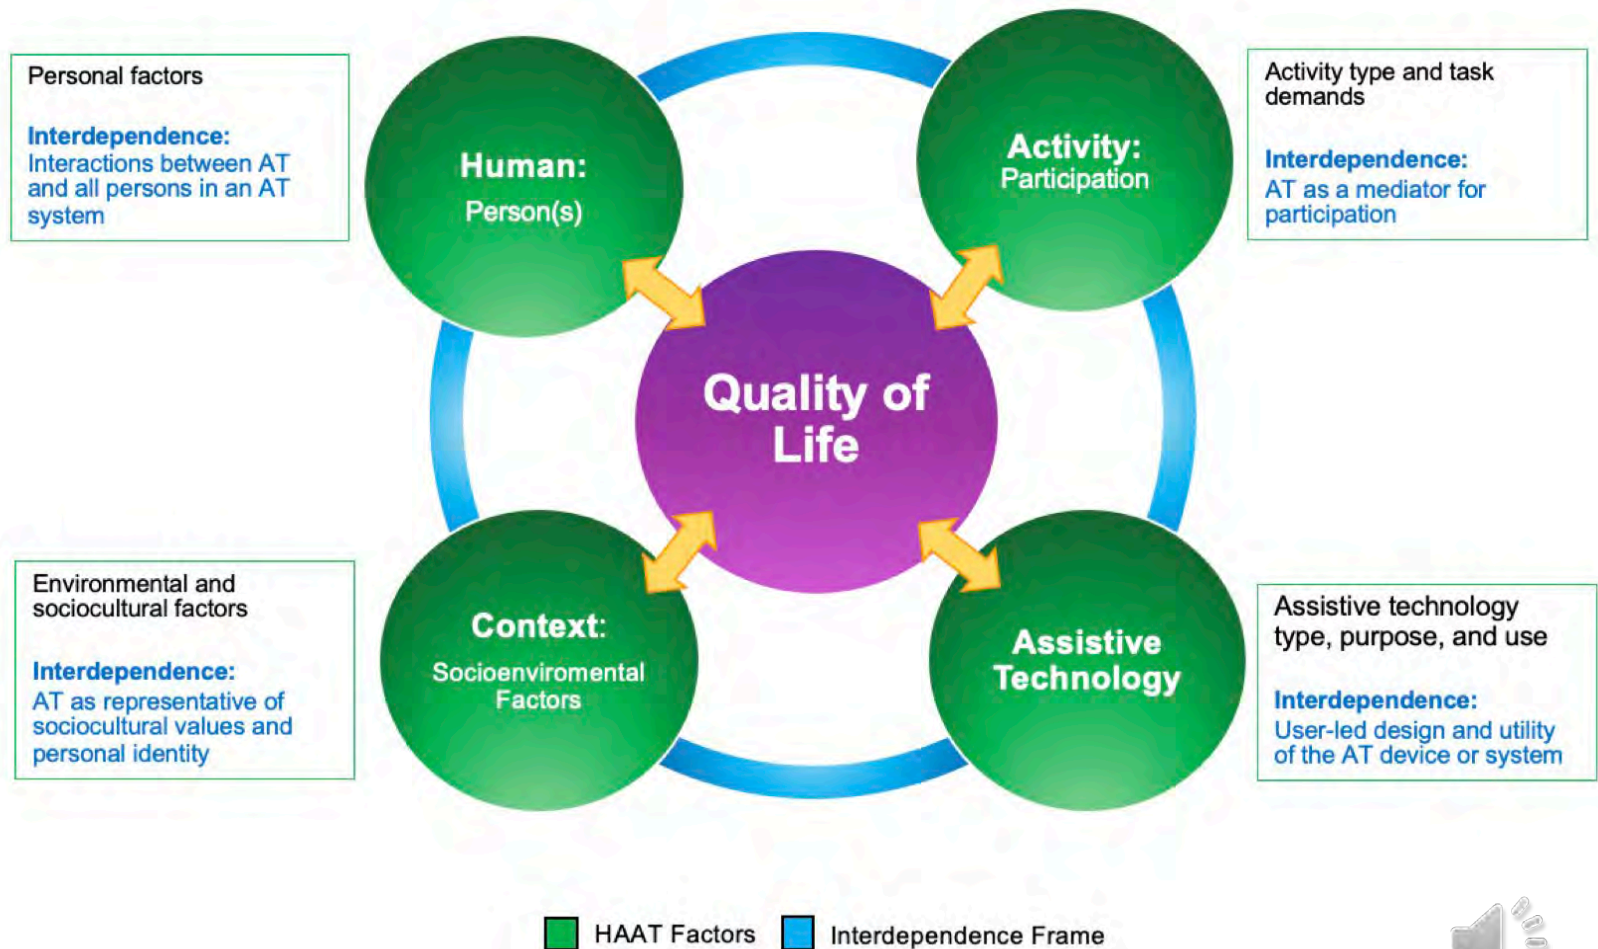 Personal factors
Interdependence:
Interactions between AT
and all persons in an AT
system
Human:
Person(s)
Activity:
Participation
Activity type and task
demands
Interdependence:
AT as a mediator for
participation
Quality of
Life
Environmental and
sociocultural factors
Interdependence:
AT as representative of
sociocultural values and
personal identity
Context:
Socioenviromental
Factors
Assistive
Technology
Assistive technology
type, purpose, and use
Interdependence:
User-led design and utility
of the AT device or system
HAAT Factors
Interdependence Frame